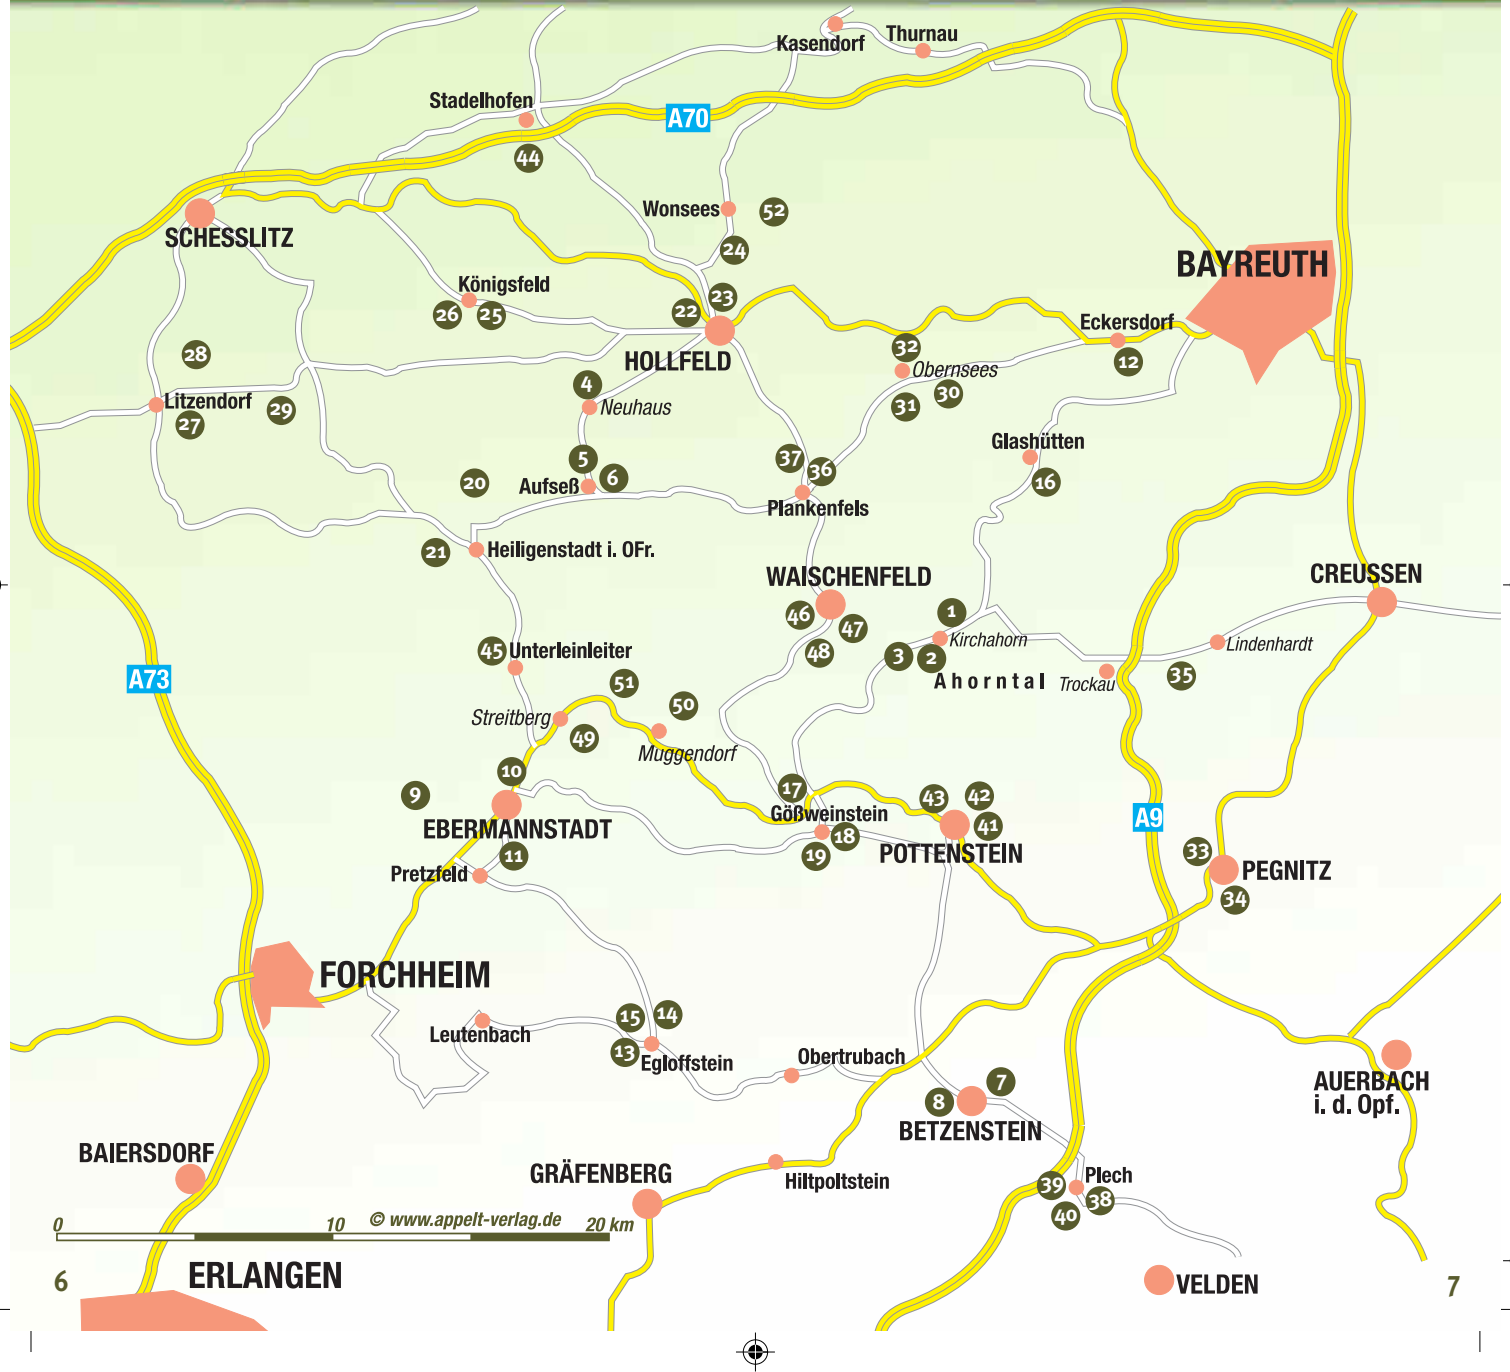 Kasendorf
Thurnau
Stadelhofen
A70
44
Wonsees
52
SCHESSLITZ
24
BAYREUTH
Königsfeld
26
25
22
23
Eckersdorf
HOLLFELD
32
12
28
Obernsees
4
Neuhaus
31
30
Litzendorf
29
27
Glashütten
5
6
37
36
20
Aufseß
16
Plankenfels
21
Heiligenstadt i. OFr.
WAISCHENFELD
CREUSSEN
46
47
48
1
Kirchahorn
3
2
Lindenhardt
45
Unterleinleiter
Ahorntal
Trockau
35
A73
51
50
Streitberg
49
Muggendorf
10
9
17
43
42
Gößweinstein
41
18
19
EBERMANNSTADT
POTTENSTEIN
A9
11
33
Pretzfeld
PEGNITZ
34
FORCHHEIM
15
14
Leutenbach
13
Egloffstein
Obertrubach
7
8
AUERBACH
i. d. Opf.
BETZENSTEIN
BAIERSDORF
GRÄFENBERG
Hiltpoltstein
Plech
39
38
40
0
10
© www.appelt-verlag.de
20 km
6
ERLANGEN
VELDEN
7